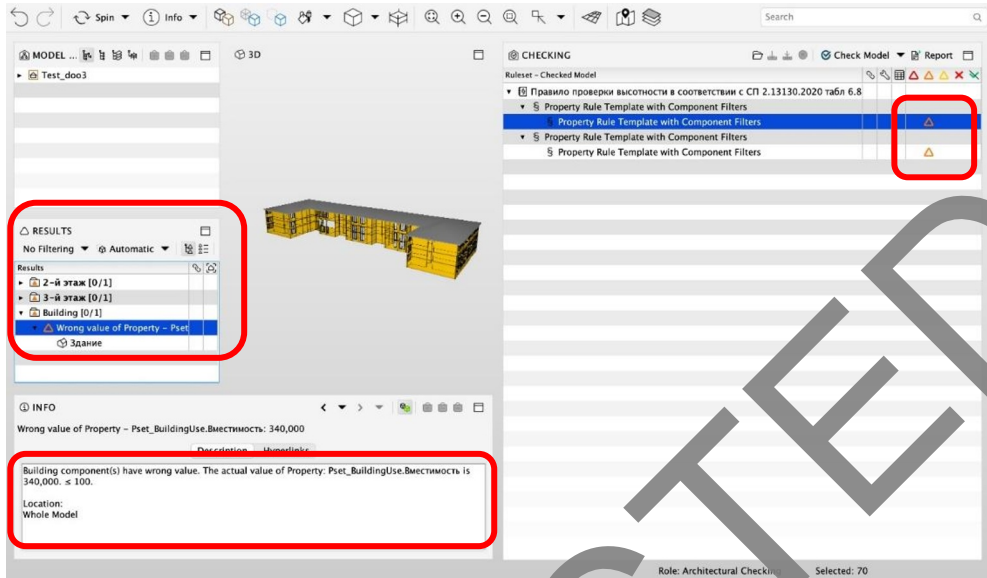 Spin Info Search
MODEL ... 3D CHECKING Check Model Report
Test_doo3
Ruleset – Checked Model
Правило проверки высотности в соответствии с СП 2.13130.2020 табл 6.8
§ Property Rule Template with Component Filters
§ Property Rule Template with Component Filters
§ Property Rule Template with Component Filters
§ Property Rule Template with Component Filters
RESULTS
No Filtering Automatic
Results
2-й этаж [0/1]
3-й этаж [0/1]
Building [0/1]
Wrong value of Property – Pset
Здание
INFO
Wrong value of Property – Pset_BuildingUse.Вместимость: 340,000
Description Hyperlinks
Building component(s) have wrong value. The actual value of Property: Pset_BuildingUse.Вместимость is
340,000. ≤ 100.
Location:
Whole Model
Role: Architectural Checking Selected: 70